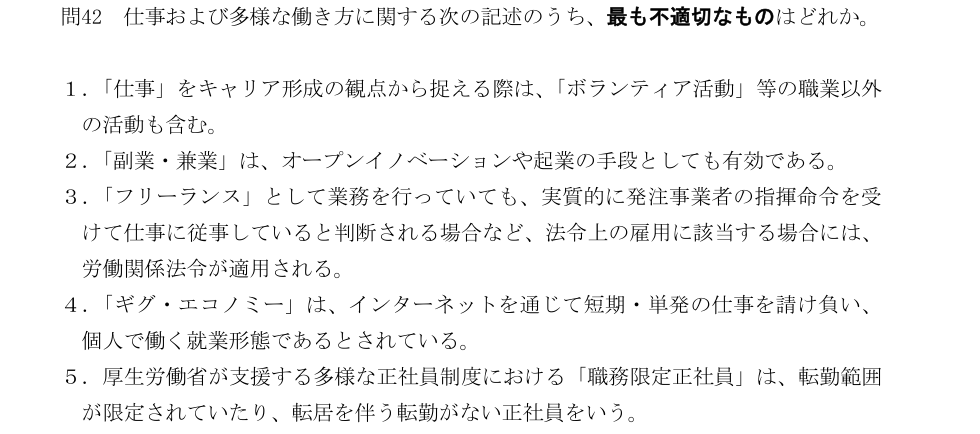 問42　仕事および多様な働き方に関する次の記述のうち、最も不適切なものはどれか。
１．「仕事」をキャリア形成の観点から捉える際は、「ボランティア活動」等の職業以外
の活動も含む。
２．「副業・兼業」は、オープンイノベーションや起業の手段としても有効である。
３．「フリーランス」として業務を行っていても、実質的に発注事業者の指揮命令を受
けて仕事に従事していると判断される場合など、法令上の雇用に該当する場合には、
労働関係法令が適用される。
４．「ギグ・エコノミー」は、インターネットを通じて短期・単発の仕事を請け負い、
個人で働く就業形態であるとされている。
５．厚生労働省が支援する多様な正社員制度における「職務限定正社員」は、転勤範囲
が限定されていたり、転居を伴う転勤がない正社員をいう。